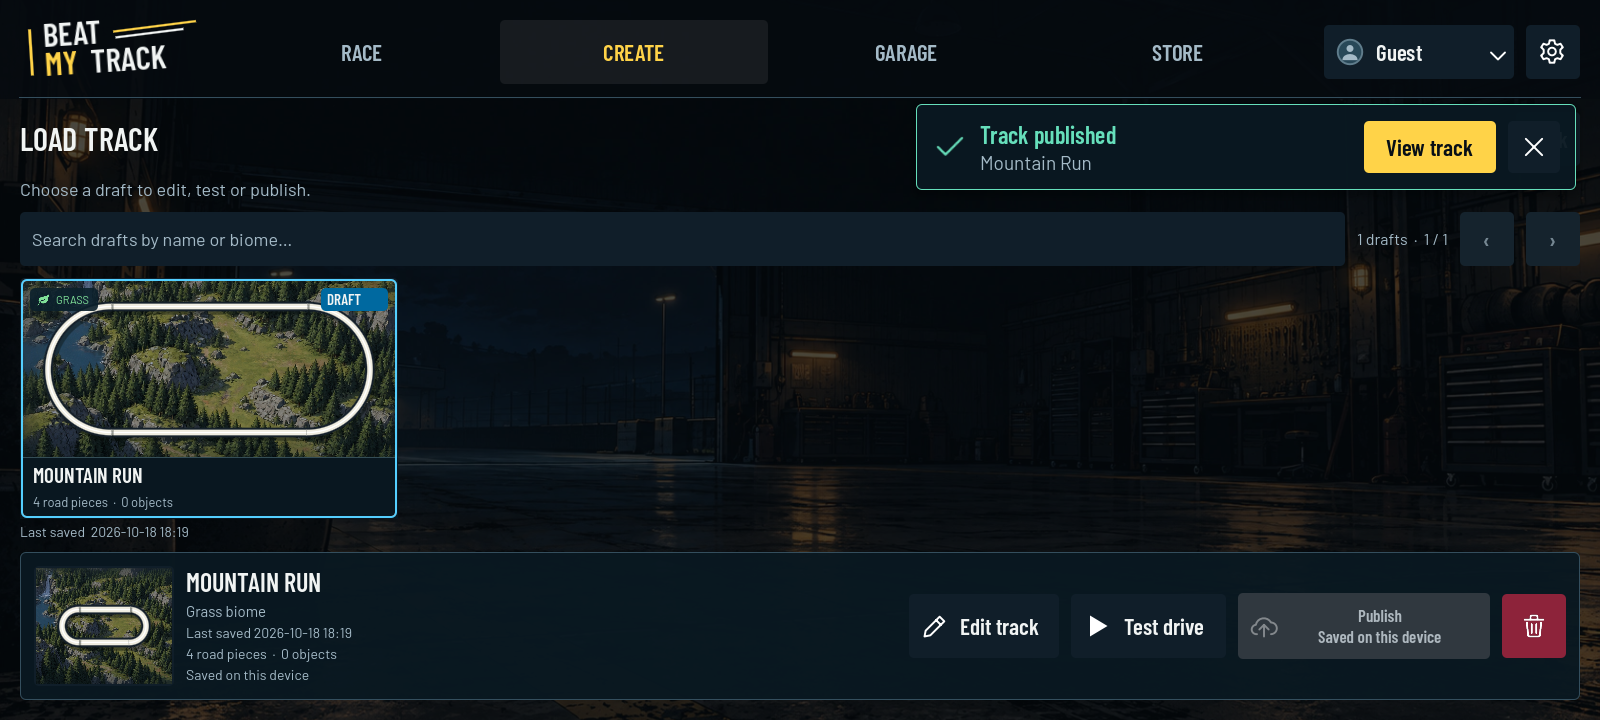 BEAT
MY TRACK
RACE
CREATE
GARAGE
STORE
Guest
LOAD TRACK
Track published
Mountain Run
View track
Choose a draft to edit, test or publish.
Search drafts by name or biome...
1 drafts · 1 / 1
‹
›
GRASS
DRAFT
MOUNTAIN RUN
4 road pieces · 0 objects
Last saved 2026-10-18 18:19
MOUNTAIN RUN
Grass biome
Last saved 2026-10-18 18:19
4 road pieces · 0 objects
Saved on this device
Edit track
Test drive
Publish
Saved on this device